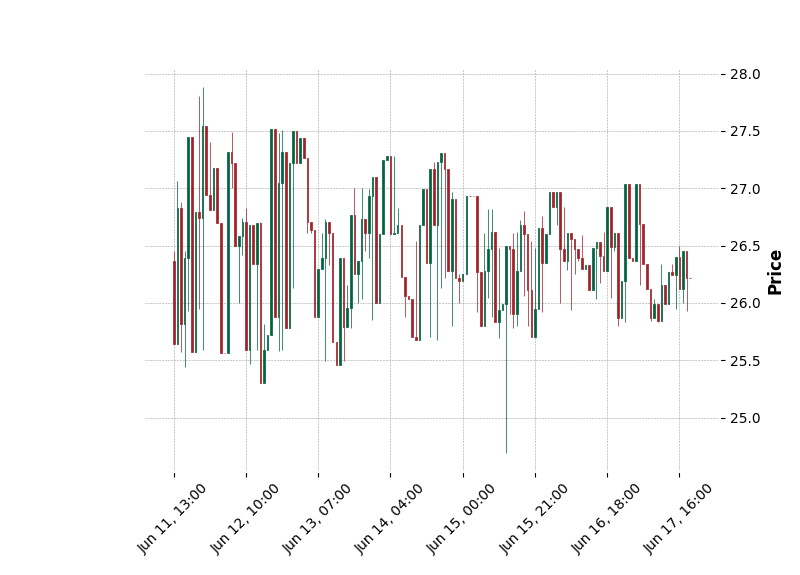 28.0
27.5
27.0
26.5
26.0
25.5
25.0
Price
Jun 11, 13:00
Jun 12, 10:00
Jun 13, 07:00
Jun 14, 04:00
Jun 15, 00:00
Jun 15, 21:00
Jun 16, 18:00
Jun 17, 16:00